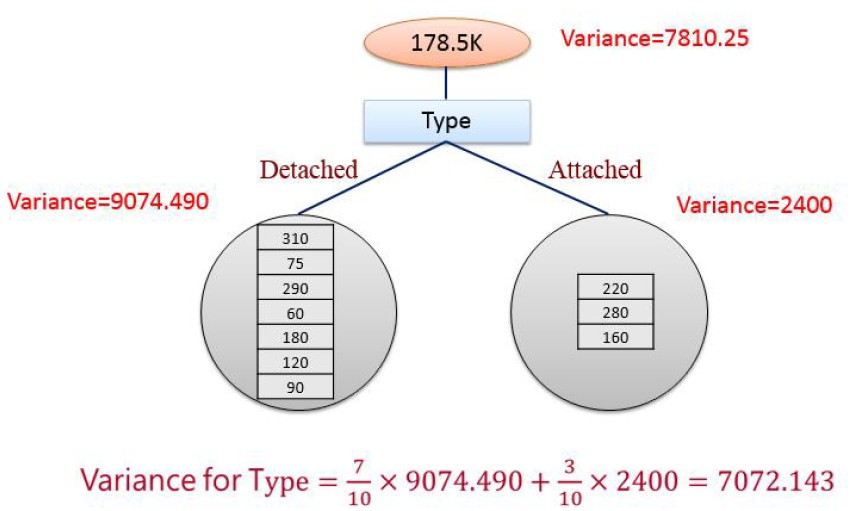 178.5K
Variance=7810.25
Type
Detached
Attached
Variance=9074.490
Variance=2400
310
75
290
60
180
120
90
220
280
160
Variance for Type = 7/10 × 9074.490 + 3/10 × 2400 = 7072.143